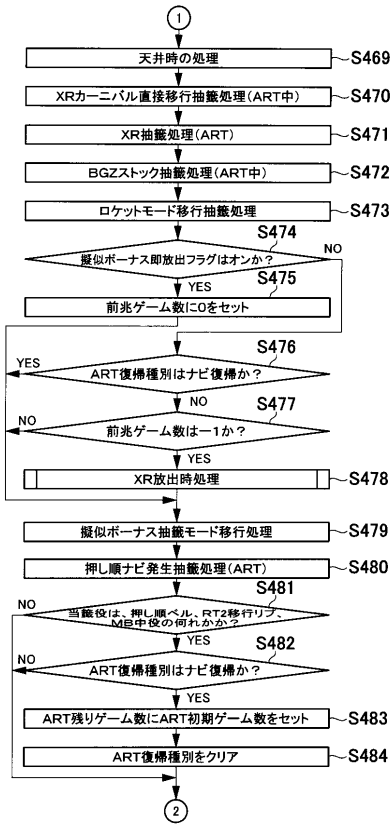 1
天井時の処理
S469
XRカーニバル直接移行抽籤処理(ART中)
S470
XR抽籤処理(ART)
S471
BGZストック抽籤処理(ART中)
S472
ロケットモード移行抽籤処理
S473
S474
擬似ボーナス即放出フラグはオンか?
NO
YES
S475
前兆ゲーム数に0をセット
S476
YES
ART復帰種別はナビ復帰か?
NO
S477
NO
前兆ゲーム数は-1か?
YES
XR放出時処理
S478
擬似ボーナス抽籤モード移行処理
S479
押し順ナビ発生抽籤処理(ART)
S480
S481
NO
当籤役は、押し順ベル、RT2移行リプ、
MB中役の何れかか?
YES
S482
NO
ART復帰種別はナビ復帰か?
YES
ART残りゲーム数にART初期ゲーム数をセット
S483
ART復帰種別をクリア
S484
2